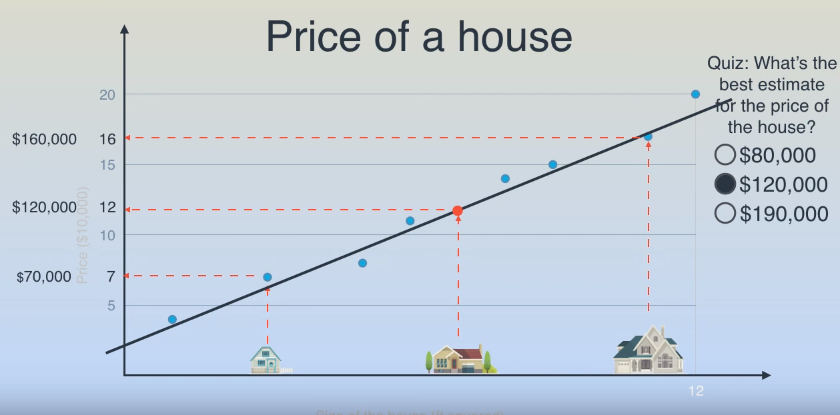 Price of a house
Quiz: What's the
best estimate
for the price of
the house?
$80,000
$120,000
$190,000
20
$160,000 16
15
$120,000 12
Price ($10,000)
10
$70,000 7
5
12